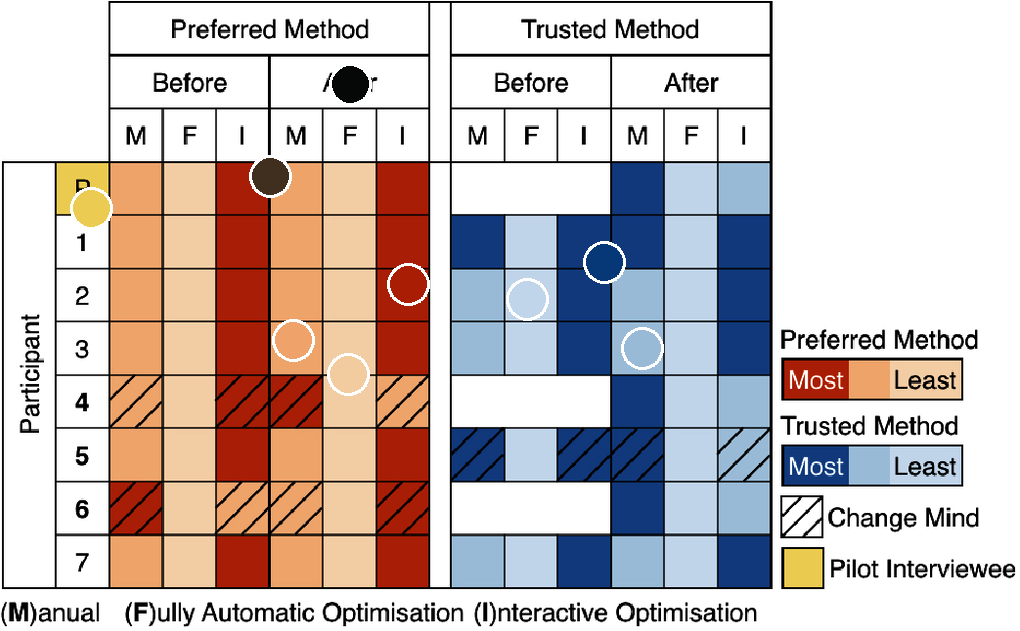 Preferred Method Trusted Method
Before Before After
M F I M F I M F I M F I
Participant
1
2
3
4
5
6
7
Preferred Method
Most Least
Trusted Method
Most Least
Change Mind
Pilot Interviewee
(M)anual (F)ully Automatic Optimisation (I)nteractive Optimisation